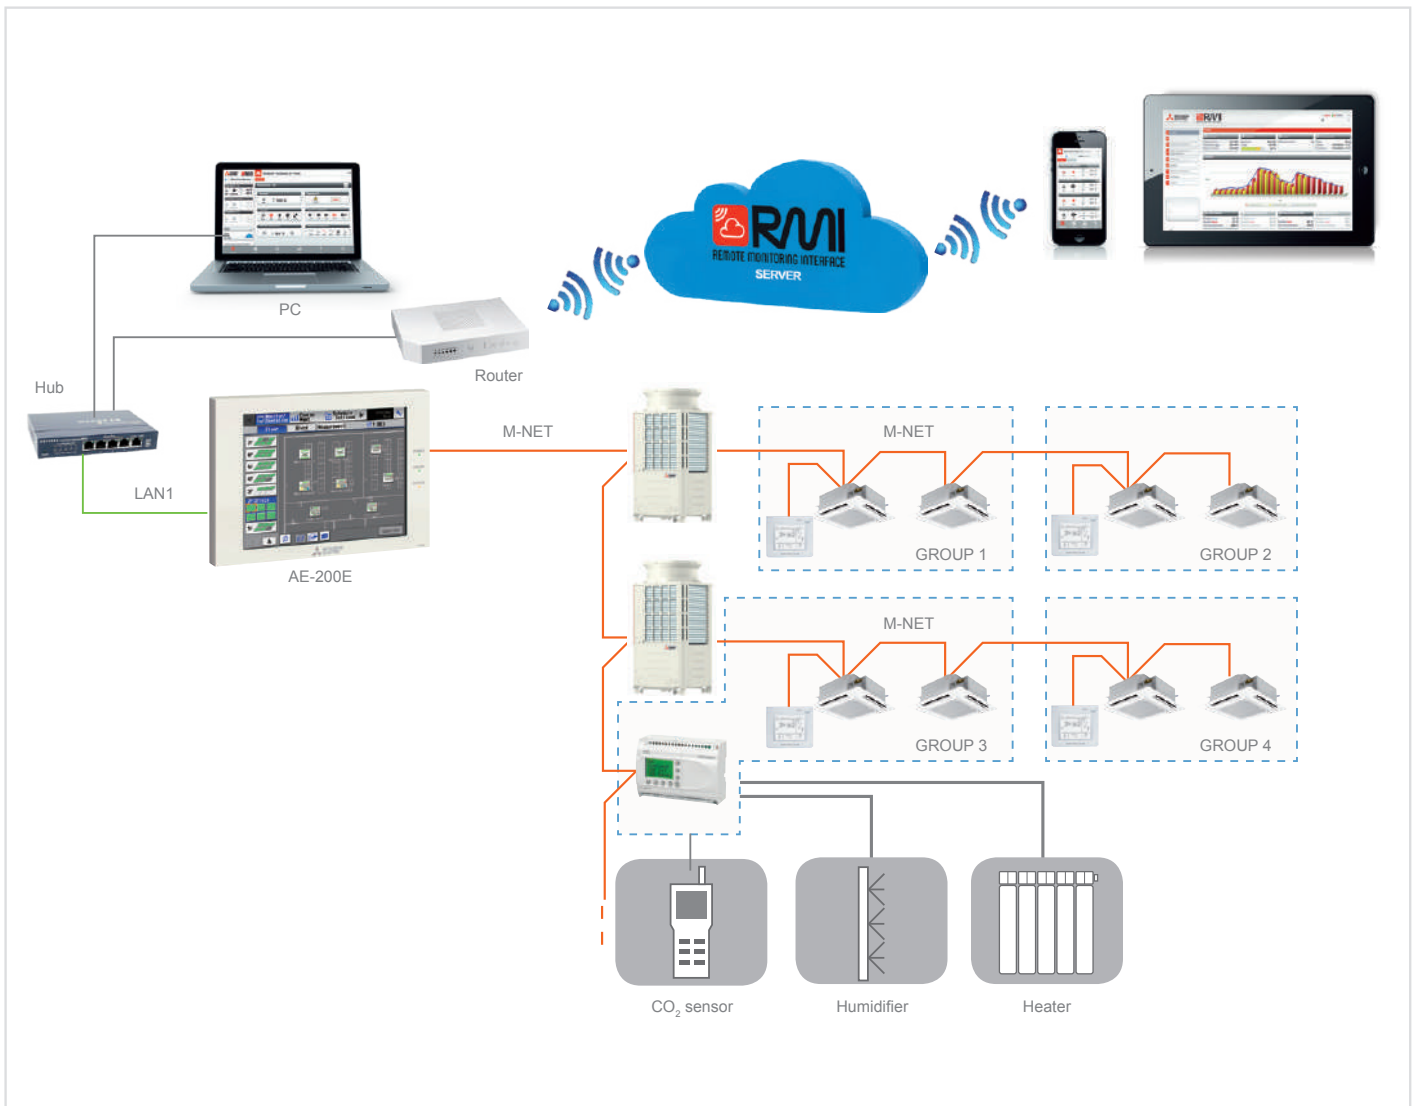 RMI
REMOTE MONITORING INTERFACE
SERVER
RMI
PC
Router
Hub
M-NET
M-NET
LAN1
GROUP 1
GROUP 2
AE-200E
M-NET
GROUP 3
GROUP 4
CO₂ sensor
Humidifier
Heater